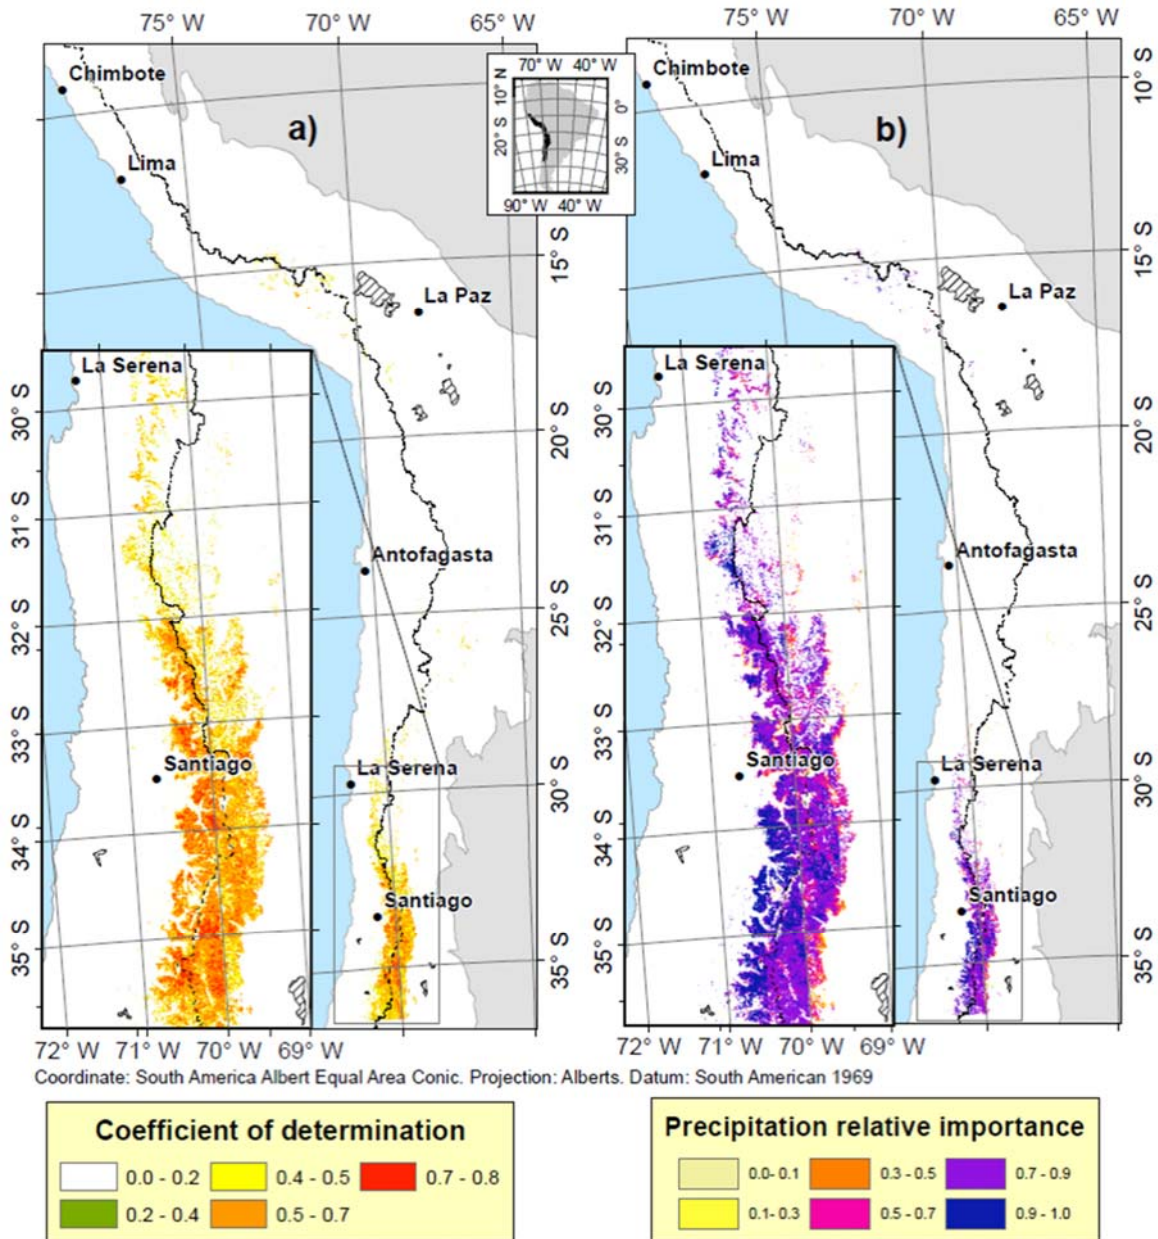 75° W 70° W 65° W 75° W 70° W 65° W
70° W 40° W
10° N
20° S
0°
30° S
90° W 40° W
a)
b)
Chimbote
Lima
La Paz
Antofagasta
La Serena
Santiago
La Serena
Santiago
15° S
20° S
25° S
30° S
35° S
30° S
31° S
32° S
33° S
34° S
35° S
72° W 71° W 70° W 69° W
Chimbote
Lima
La Paz
Antofagasta
La Serena
Santiago
La Serena
Santiago
10° S
15° S
20° S
25° S
30° S
35° S
30° S
31° S
32° S
33° S
34° S
35° S
72° W 71° W 70° W 69° W
Coordinate: South America Albert Equal Area Conic. Projection: Alberts. Datum: South American 1969
Coefficient of determination
0.0 - 0.2 0.4 - 0.5 0.7 - 0.8
0.2 - 0.4 0.5 - 0.7
Precipitation relative importance
0.0- 0.1 0.3 - 0.5 0.7 - 0.9
0.1- 0.3 0.5 - 0.7 0.9 - 1.0